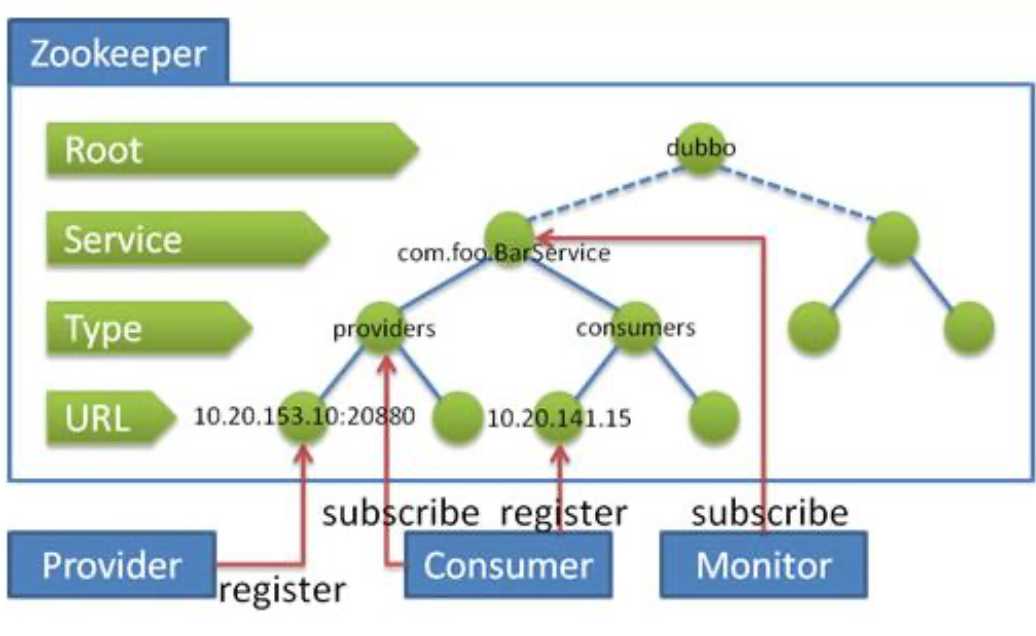 Zookeeper
Root
dubbo
Service
com.foo.BarService
Type
providers
consumers
URL
10.20.153.10:20880
10.20.141.15
subscribe
register
subscribe
Provider
register
Consumer
Monitor